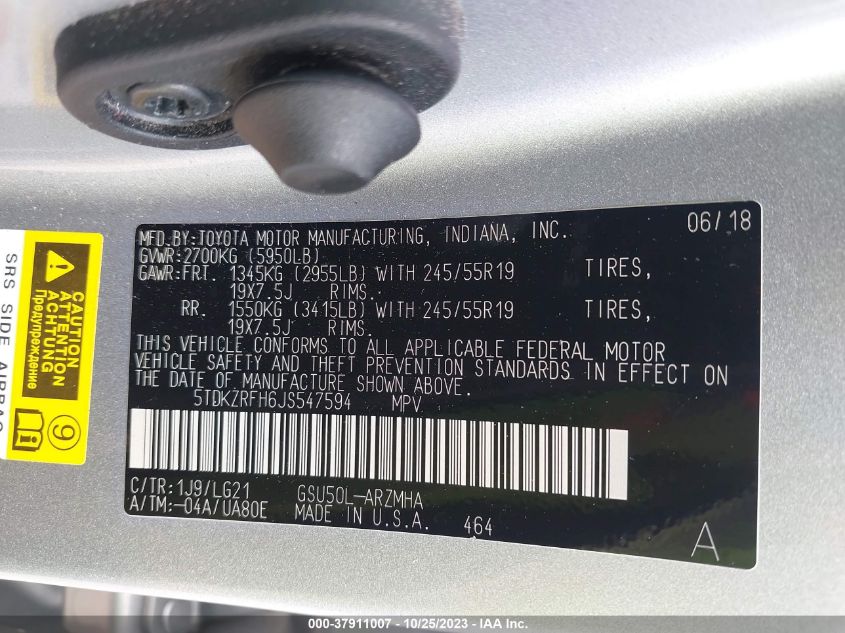 MFD.BY:TOYOTA MOTOR MANUFACTURING, INDIANA, INC. 06/18
GVWR:2700KG (5950LB)
GAWR:FRT. 1345KG (2955LB) WITH 245/55R19 TIRES,
19X7.5J RIMS.
RR. 1550KG (3415LB) WITH 245/55R19 TIRES,
19X7.5J RIMS.
THIS VEHICLE CONFORMS TO ALL APPLICABLE FEDERAL MOTOR
VEHICLE SAFETY AND THEFT PREVENTION STANDARDS IN EFFECT ON
THE DATE OF MANUFACTURE SHOWN ABOVE.
5TDKZRFH6JS547594 MPV
C/TR:1J9/LG21 GSU50L-ARZMHA
A/TM:-04A/UA80E MADE IN U.S.A. 464
A
CAUTION
ATTENTION
Предупреждение
9
SRS SIDE AIRBAG
000-37911007 - 10/25/2023 - IAA Inc.